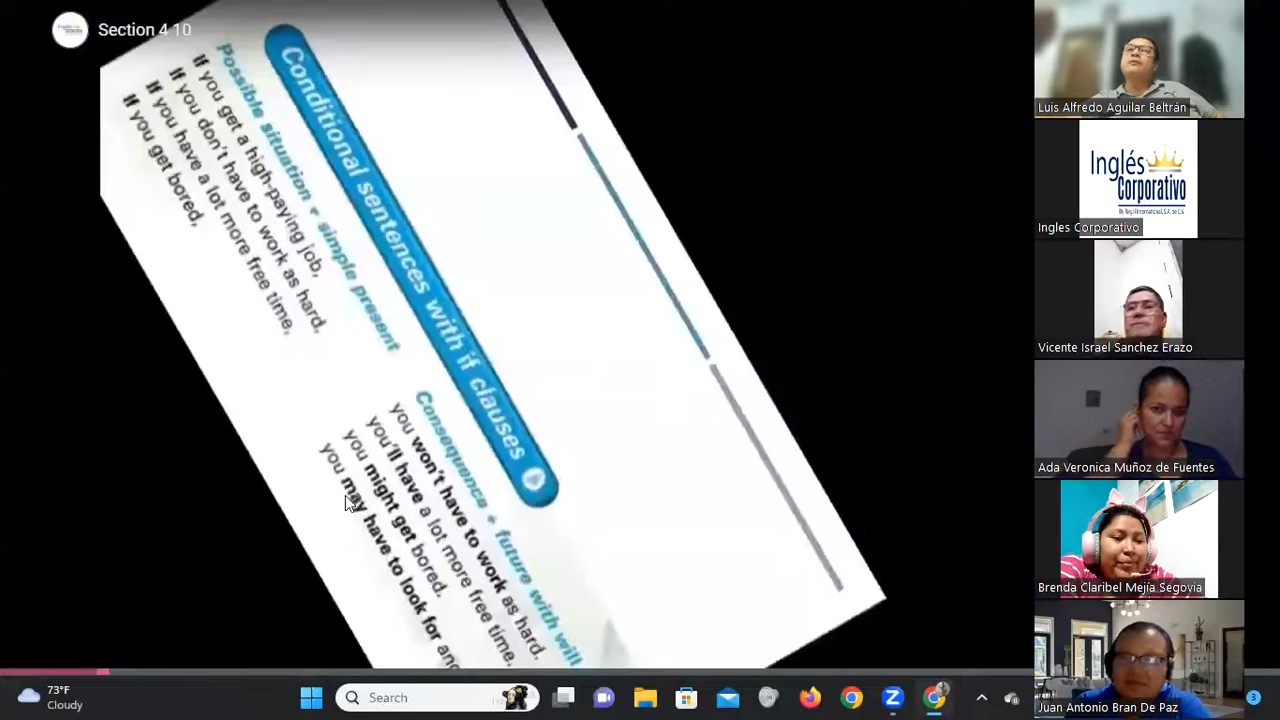 Section 4 10
Conditional sentences with if clauses
Possible situation + simple present
If you get a high-paying job,
If you don't have to work as hard,
If you have a lot more free time,
If you get bored,
Consequence + future with will
you won't have to work as hard.
you'll have a lot more free time.
you might get bored.
you may have to look for
Luis Alfredo Aguilar Beltrán
Inglés
Corporativo
Ingles Corporativo
Vicente Israel Sanchez Erazo
Ada Veronica Muñoz de Fuentes
Brenda Claribel Mejía Segovia
Juan Antonio Bran De Paz
73°F
Cloudy
Search
3